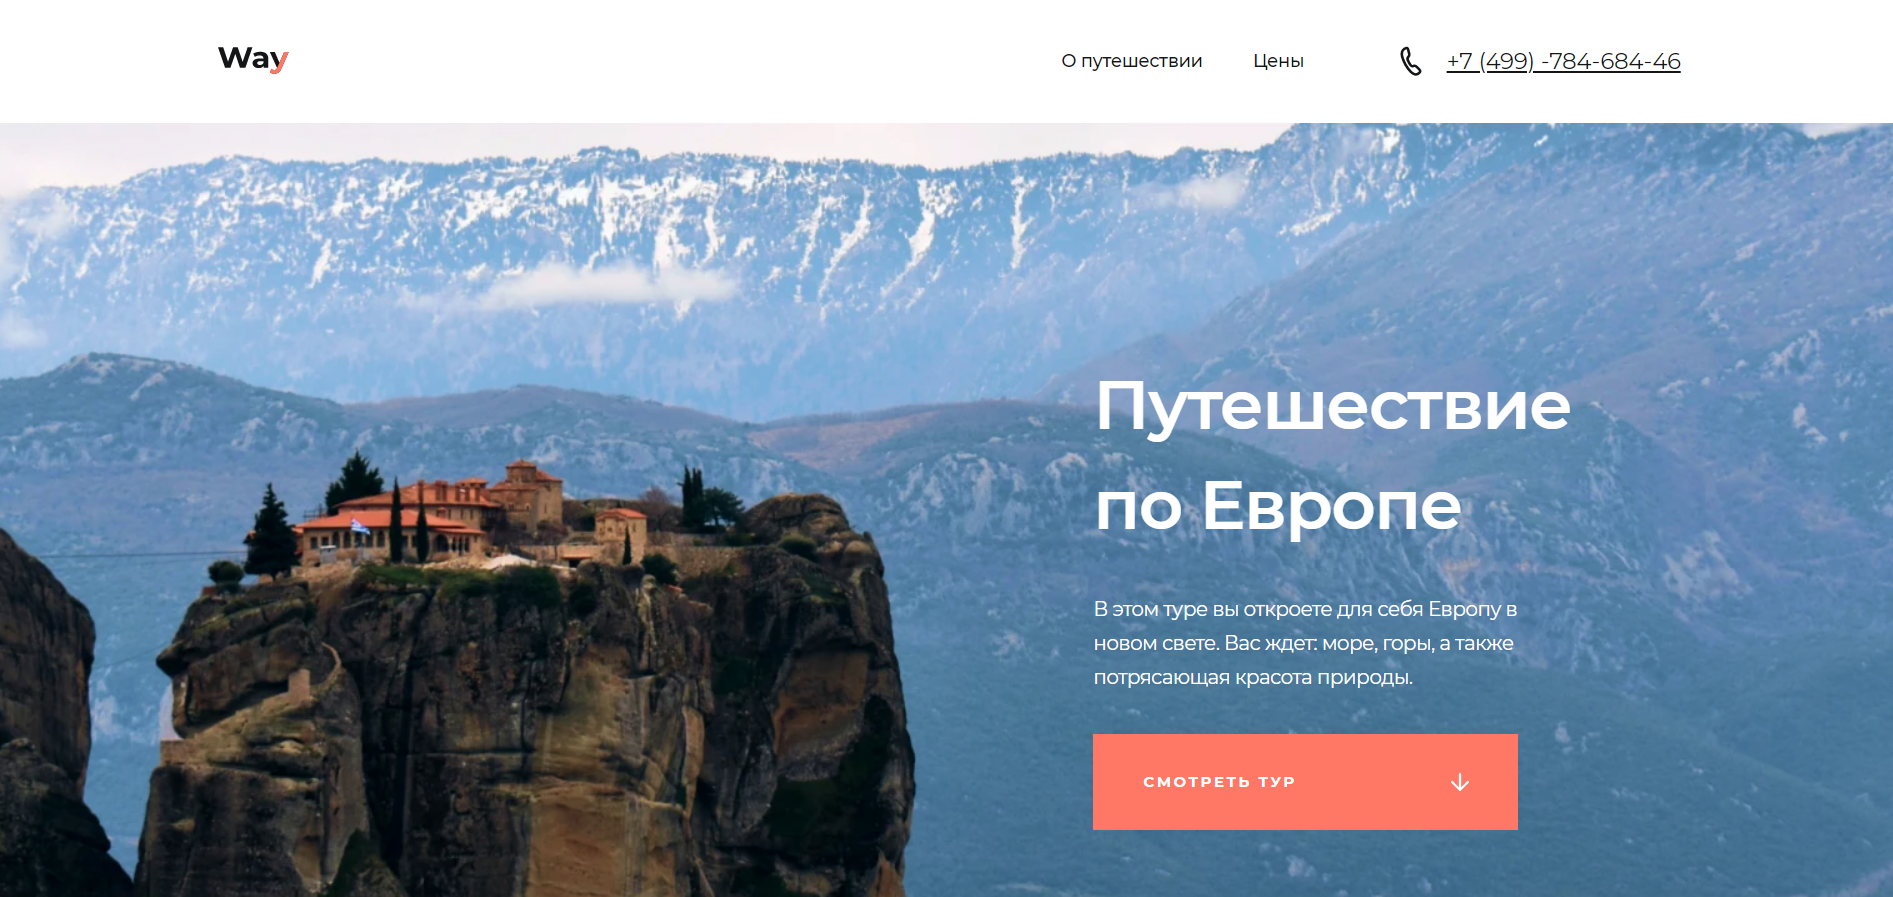 Way
О путешествии
Цены
+7 (499) -784-684-46
Путешествие
по Европе
В этом туре вы откроете для себя Европу в
новом свете. Вас ждет: море, горы, а также
потрясающая красота природы.
СМОТРЕТЬ ТУР